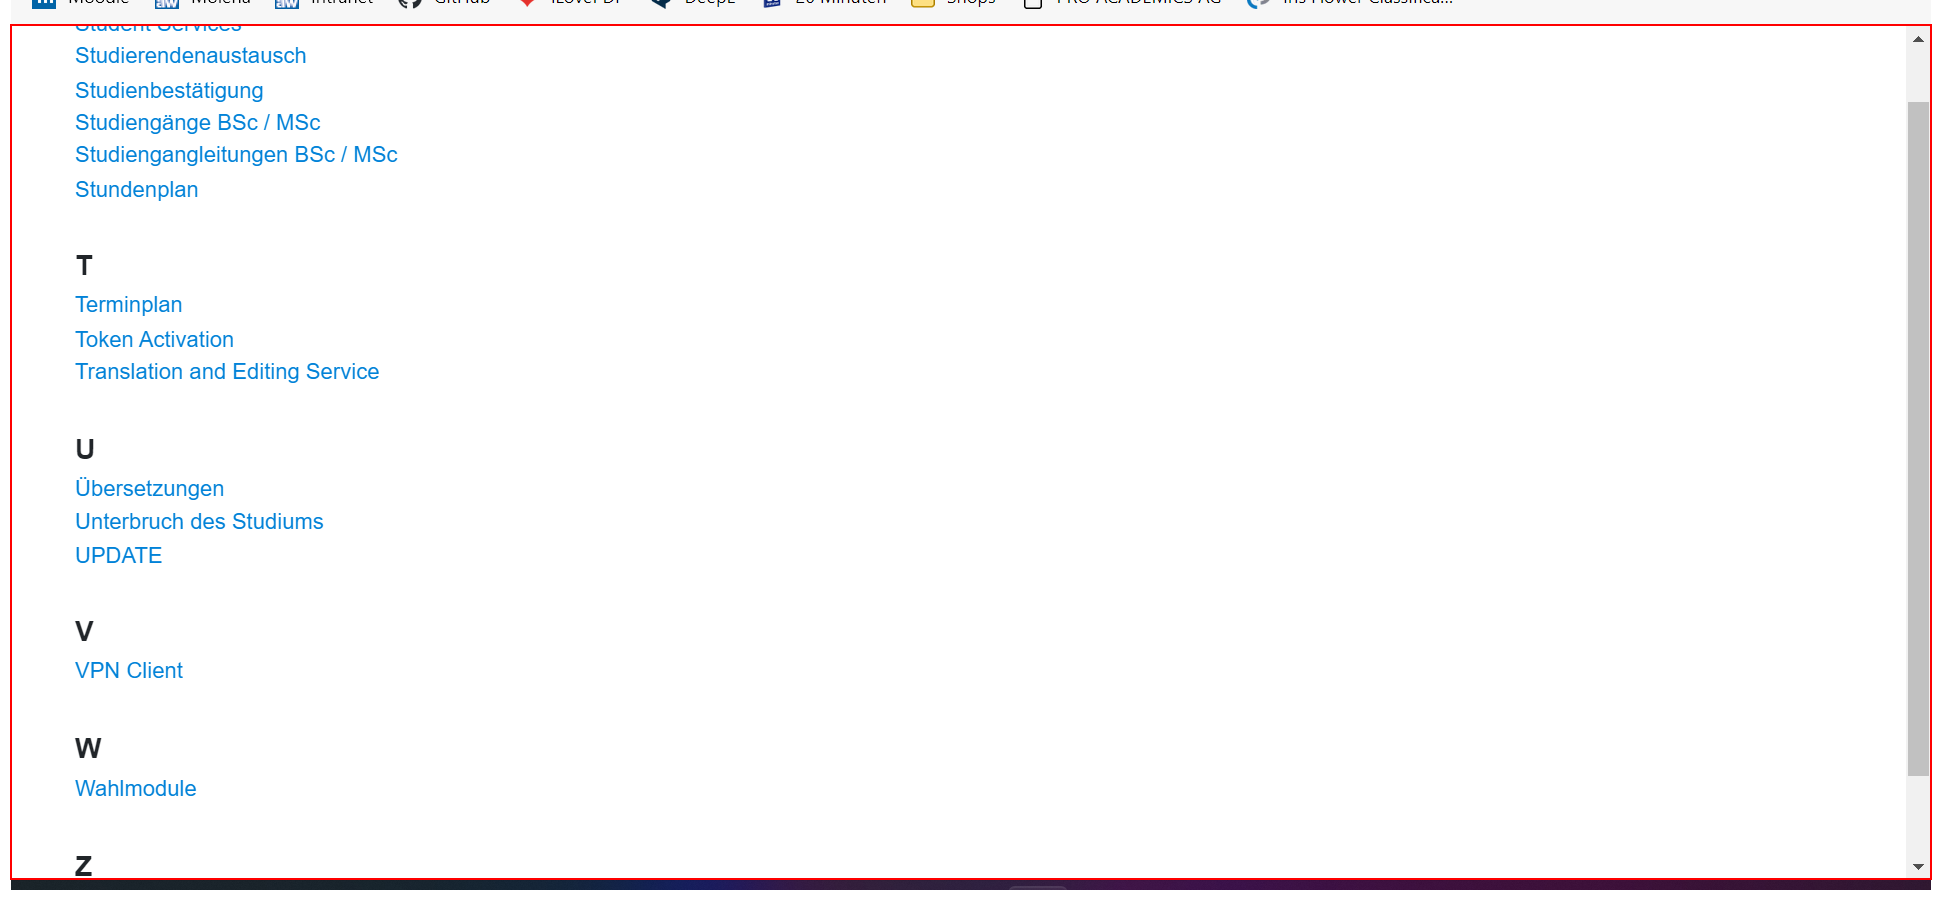 Moodle Molena Intranet GitHub iLovePDF DeepL 20 Minuten Shops PRO ACADEMICS AG Iris Flower Classifica...
Student Services
Studierendenaustausch
Studienbestätigung
Studiengänge BSc / MSc
Studiengangleitungen BSc / MSc
Stundenplan
T
Terminplan
Token Activation
Translation and Editing Service
U
Übersetzungen
Unterbruch des Studiums
UPDATE
V
VPN Client
W
Wahlmodule
Z